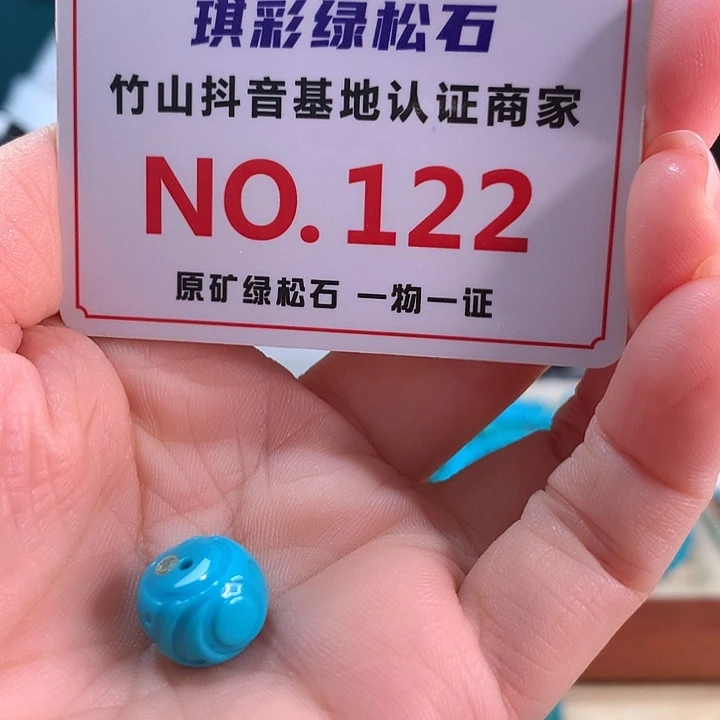 琪彩绿松石
竹山抖音基地认证商家
NO.122
原矿绿松石 一物一证